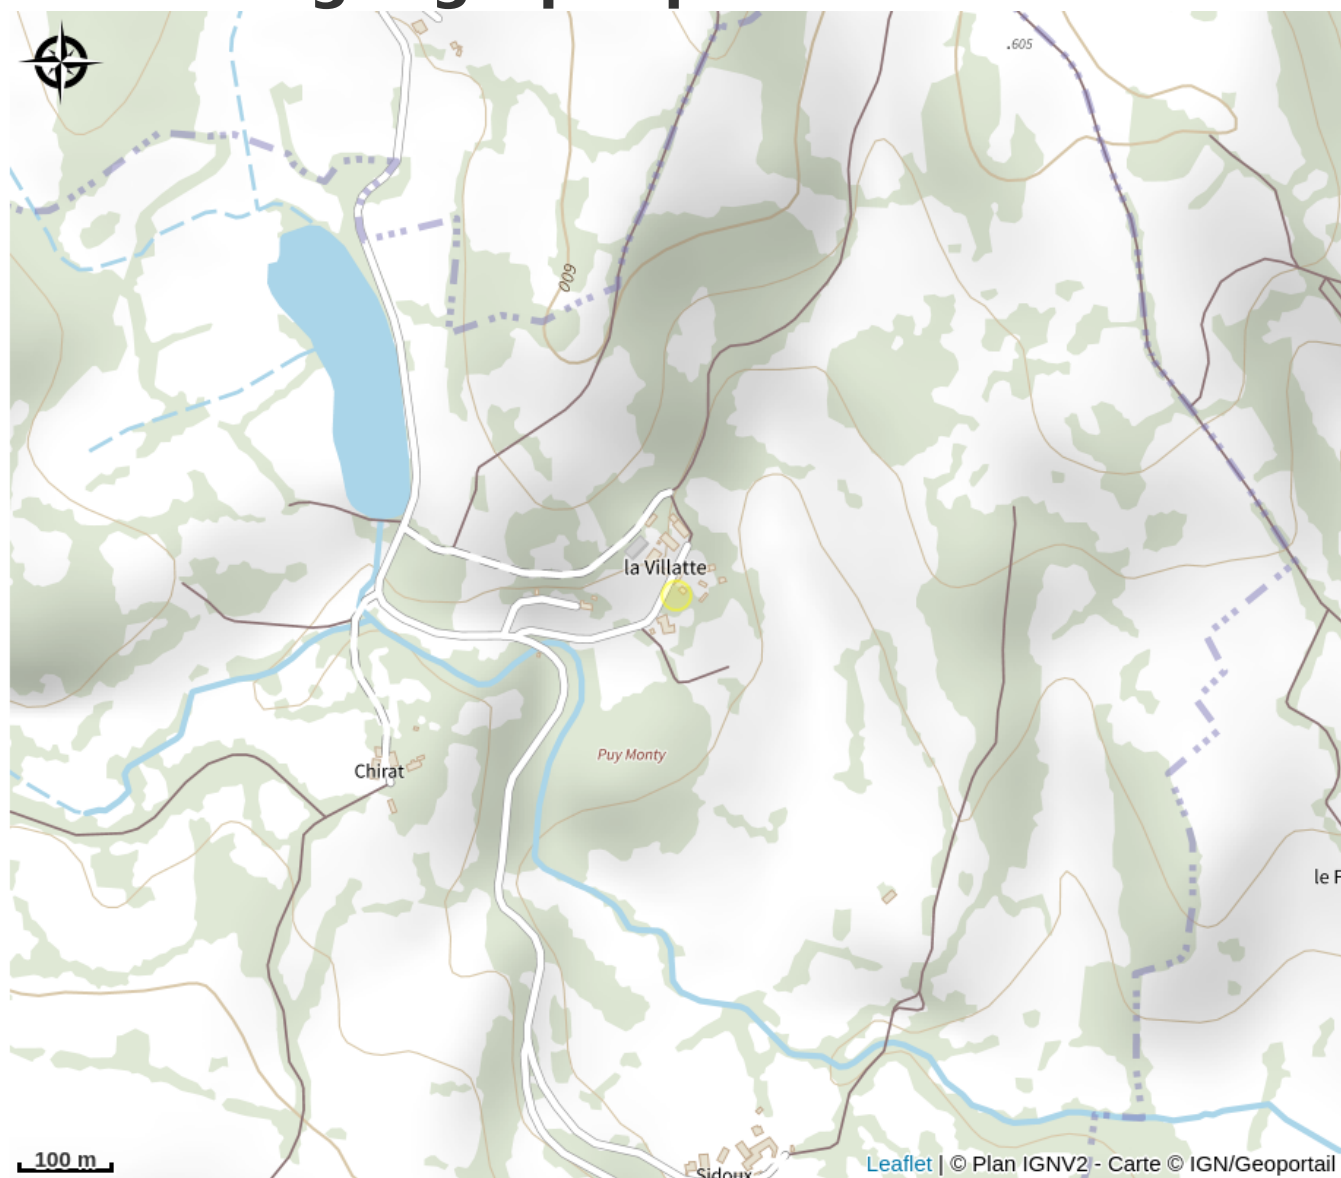 .605
600
la Villatte
Puy Monty
Chirat
le F
Sidoux
100 m
Leaflet | © Plan IGNV2 - Carte © IGN/Geoportail